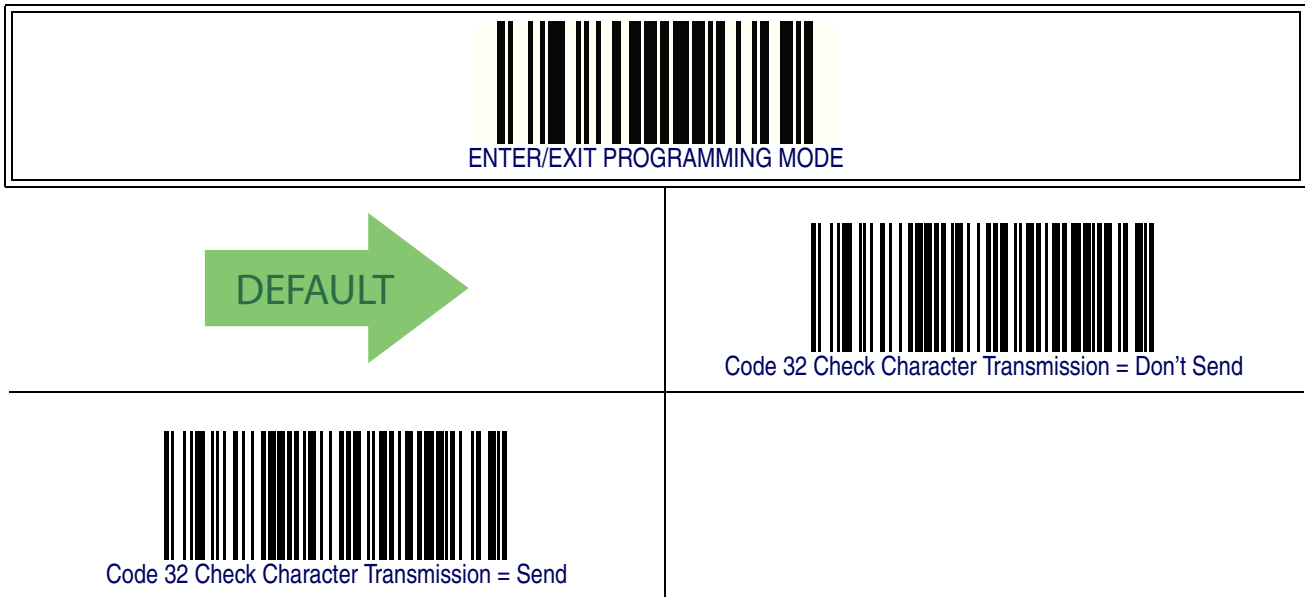 ENTER/EXIT PROGRAMMING MODE
DEFAULT
Code 32 Check Character Transmission = Don't Send
Code 32 Check Character Transmission = Send